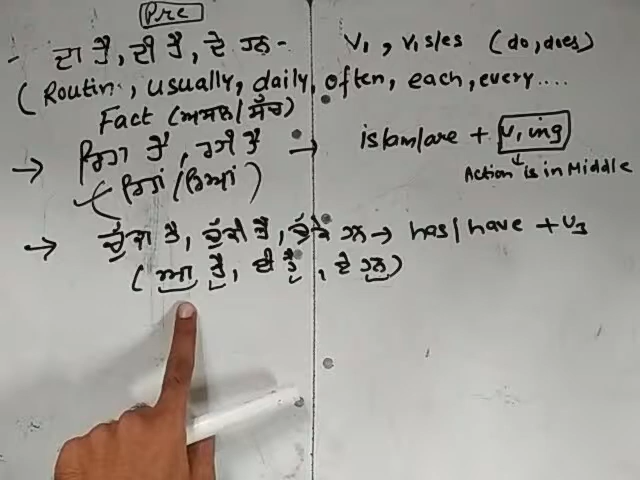 Pre
- ਦਾ ਹੈ, ਦੀ ਹੈ, ਦੇ ਹਨ - V₁, V₁ s/es (do, does)
(Routin, usually, daily, often, each, every....
Fact (ਅਸਲ/ਸੱਚ)
→ ਰਿਹਾ ਹੈ, ਰਹੀ ਹੈ → is/am/are + V₁ ing
(ਰਿਹਾਂ/ਰਿਆਂ) Action ↓ is in Middle
→ ਚੁੱਕਾ ਹੈ, ਚੁੱਕੀ ਹੈ, ਚੁੱਕੇ ਹਨ → has/have + V₃
(ਆ ਹੈ, ਈ ਹੈ, ਏ ਹਨ)